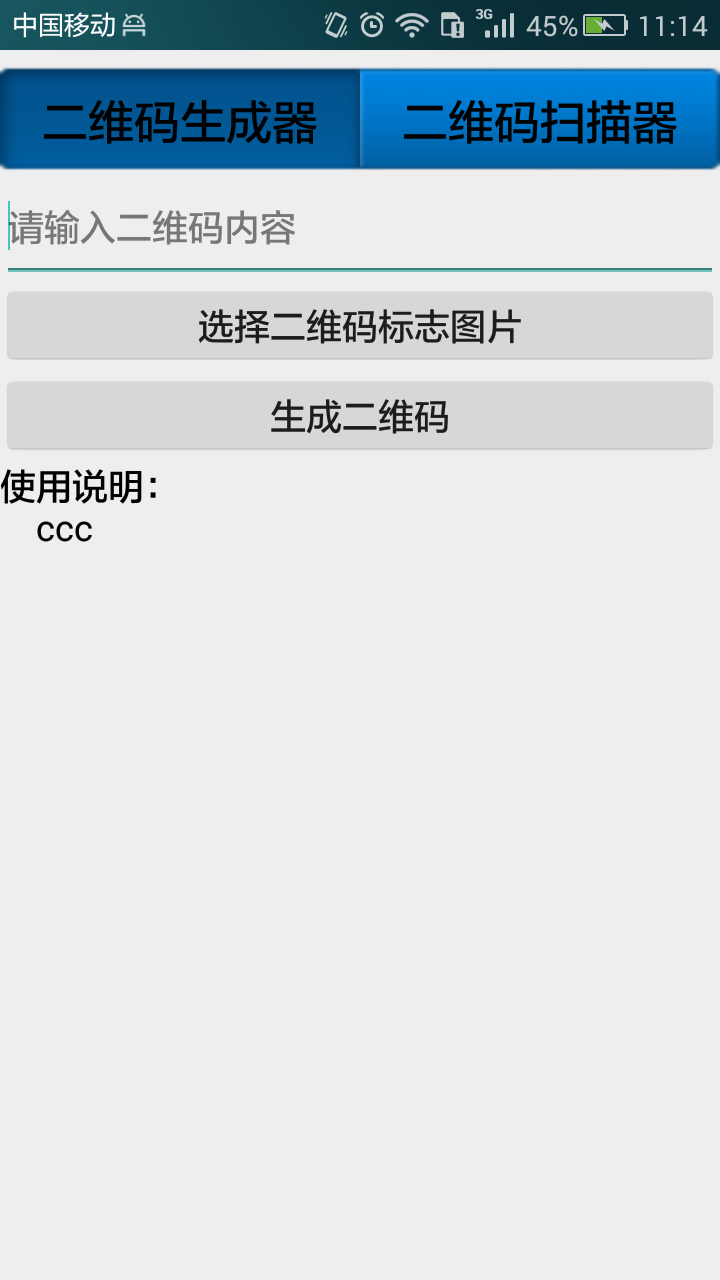 中国移动 3G 45% 11:14
二维码生成器 二维码扫描器
请输入二维码内容
选择二维码标志图片
生成二维码
使用说明：
ccc